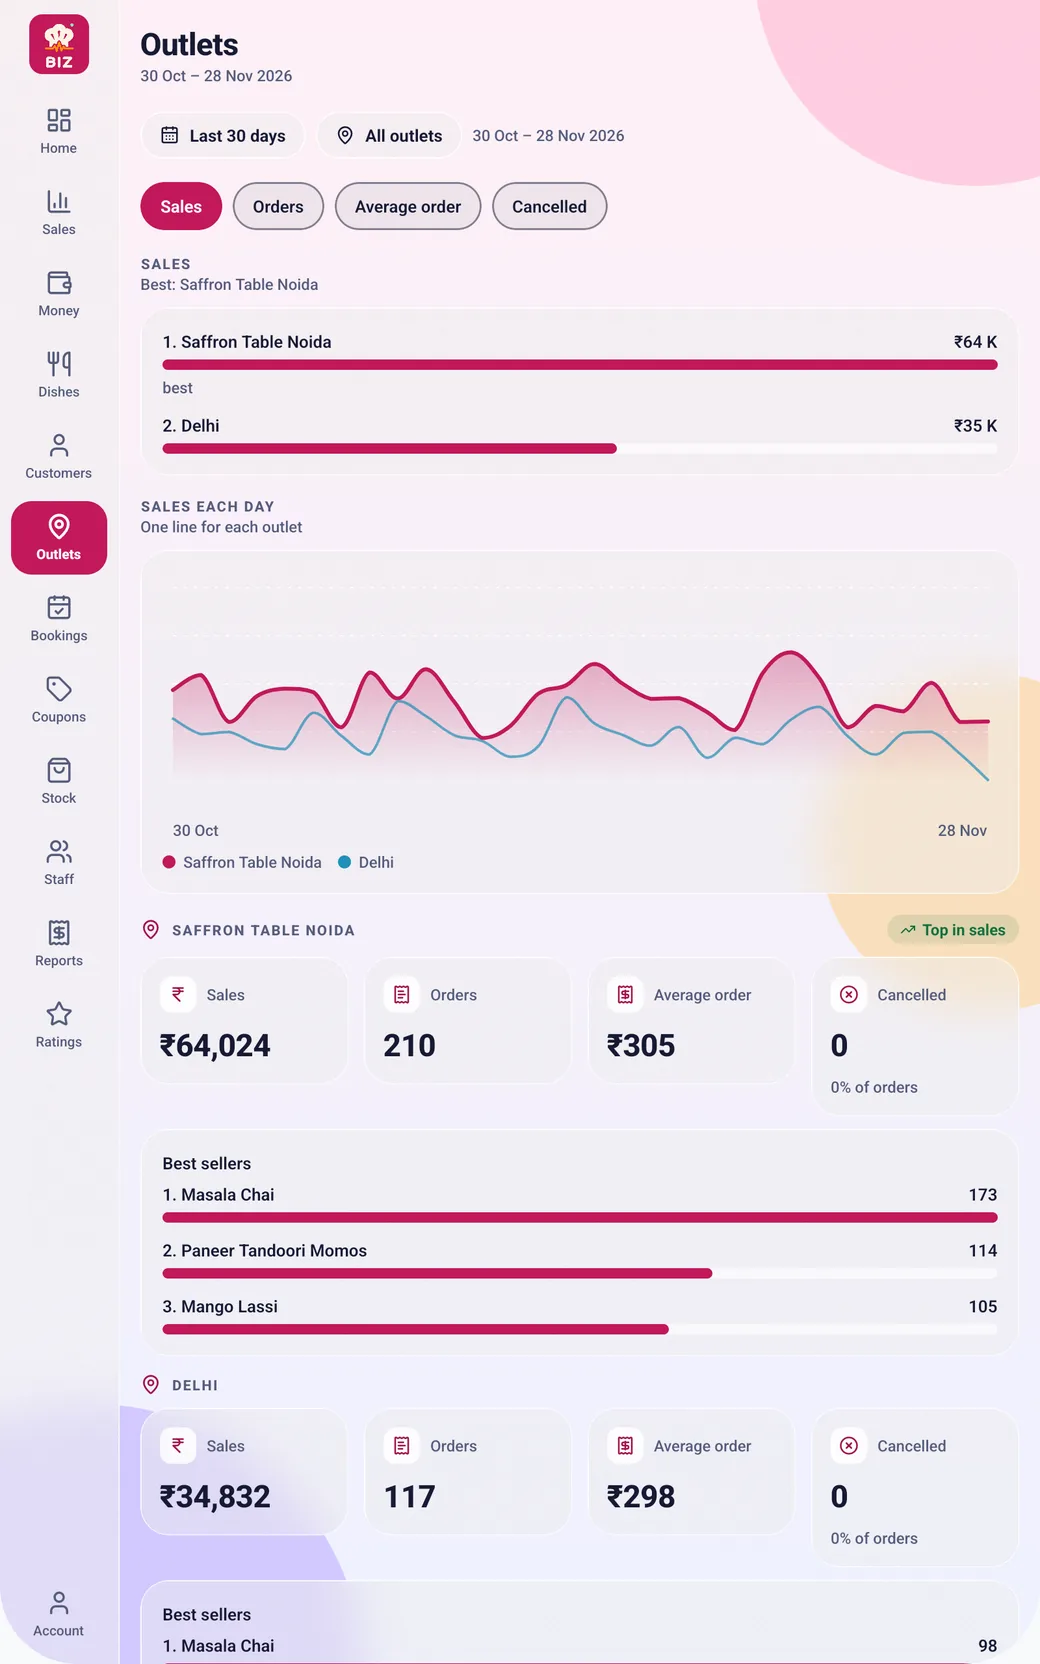 BIZ
Home
Sales
Money
Dishes
Customers
Outlets
Bookings
Coupons
Stock
Staff
Reports
Ratings
Account
Outlets
30 Oct – 28 Nov 2026
Last 30 days
All outlets
30 Oct – 28 Nov 2026
Sales
Orders
Average order
Cancelled
SALES
Best: Saffron Table Noida
1. Saffron Table Noida ₹64 K
best
2. Delhi ₹35 K
SALES EACH DAY
One line for each outlet
30 Oct 28 Nov
Saffron Table Noida Delhi
SAFFRON TABLE NOIDA
Top in sales
Sales
₹64,024
Orders
210
Average order
₹305
Cancelled
0
0% of orders
Best sellers
1. Masala Chai 173
2. Paneer Tandoori Momos 114
3. Mango Lassi 105
DELHI
Sales
₹34,832
Orders
117
Average order
₹298
Cancelled
0
0% of orders
Best sellers
1. Masala Chai 98